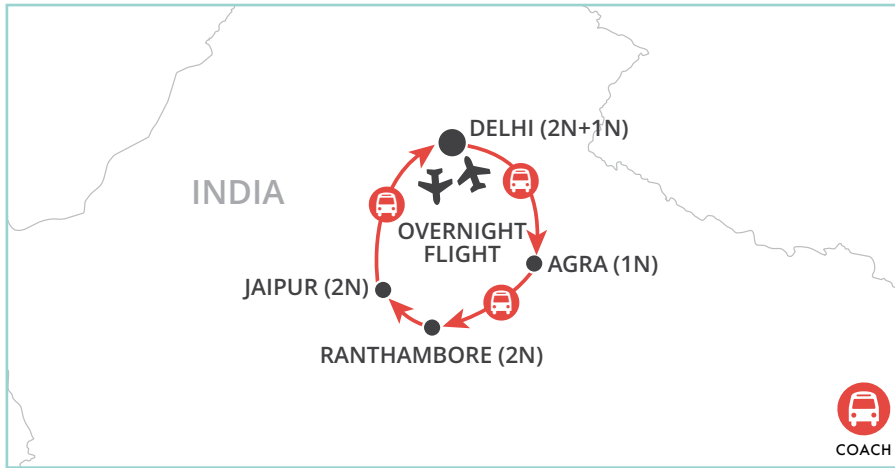 DELHI (2N+1N)
INDIA
OVERNIGHT
FLIGHT
AGRA (1N)
JAIPUR (2N)
RANTHAMBORE (2N)
COACH